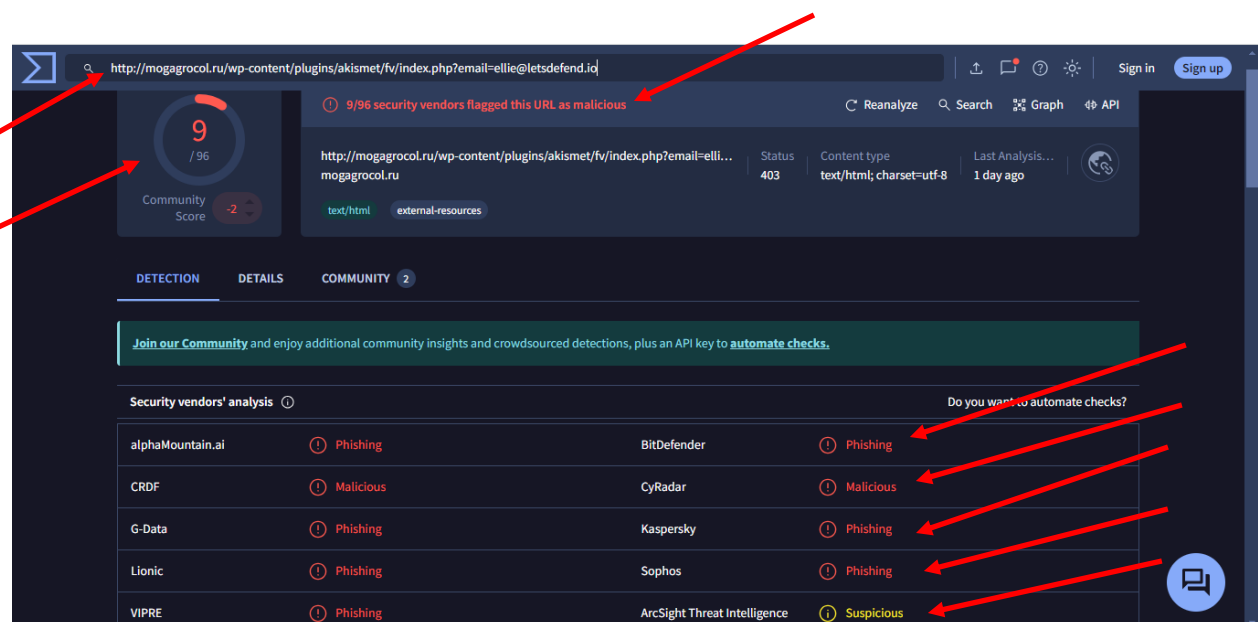 http://mogagrocol.ru/wp-content/plugins/akismet/fv/index.php?email=ellie@letsdefend.io
Sign in
Sign up
9
/ 96
Community
Score
-2
9/96 security vendors flagged this URL as malicious
Reanalyze
Search
Graph
API
http://mogagrocol.ru/wp-content/plugins/akismet/fv/index.php?email=elli...
mogagrocol.ru
Status
403
Content type
text/html; charset=utf-8
Last Analysis...
1 day ago
text/html
external-resources
DETECTION
DETAILS
COMMUNITY 2
Join our Community and enjoy additional community insights and crowdsourced detections, plus an API key to automate checks.
Security vendors' analysis
Do you want to automate checks?
alphaMountain.ai Phishing BitDefender Phishing
CRDF Malicious CyRadar Malicious
G-Data Phishing Kaspersky Phishing
Lionic Phishing Sophos Phishing
VIPRE Phishing ArcSight Threat Intelligence Suspicious